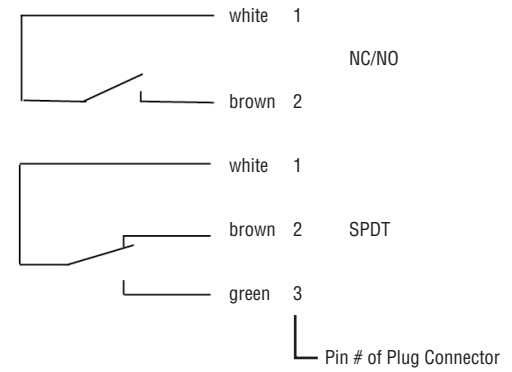 white 1
NC/NO
brown 2
white 1
brown 2 SPDT
green 3
Pin # of Plug Connector